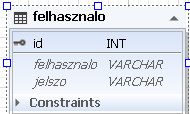 felhasznalo
id INT
felhasznalo VARCHAR
jelszo VARCHAR
Constraints